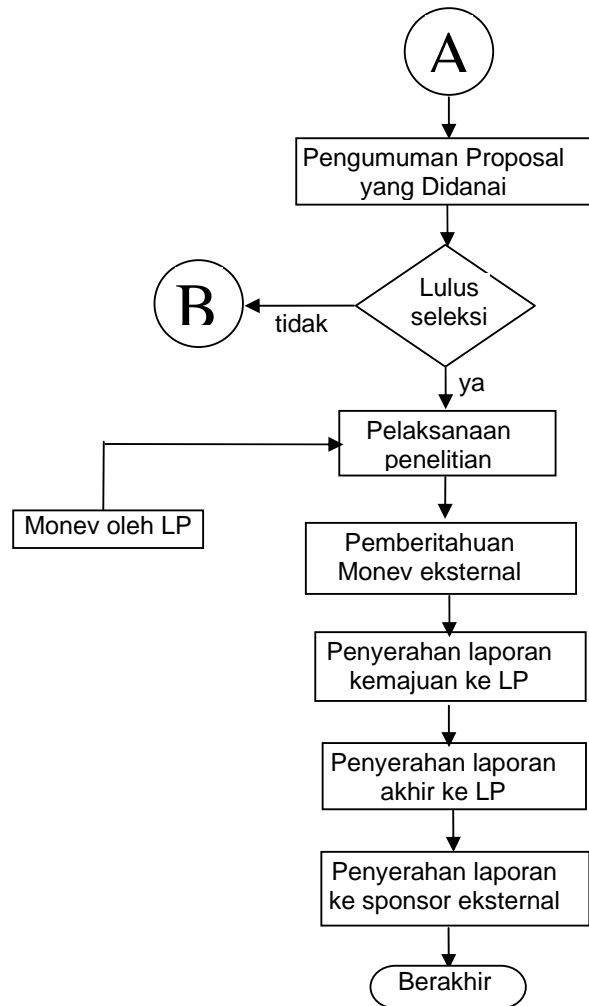 A
Pengumuman Proposal
yang Didanai
Lulus
seleksi
B
tidak
ya
Pelaksanaan
penelitian
Monev oleh LP
Pemberitahuan
Monev eksternal
Penyerahan laporan
kemajuan ke LP
Penyerahan laporan
akhir ke LP
Penyerahan laporan
ke sponsor eksternal
Berakhir